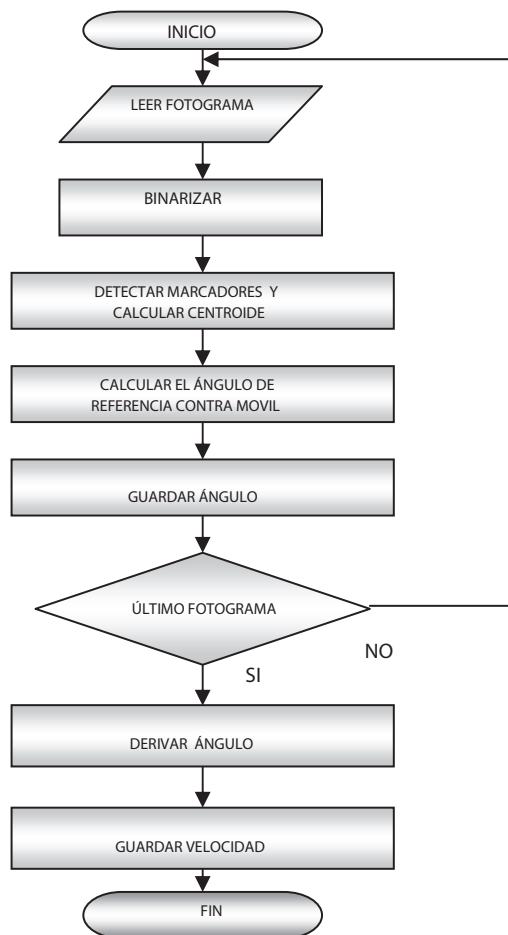 INICIO
LEER FOTOGRAMA
BINARIZAR
DETECTAR MARCADORES Y
CALCULAR CENTROIDE
CALCULAR EL ÁNGULO DE
REFERENCIA CONTRA MOVIL
GUARDAR ÁNGULO
ÚLTIMO FOTOGRAMA
NO
SI
DERIVAR ÁNGULO
GUARDAR VELOCIDAD
FIN